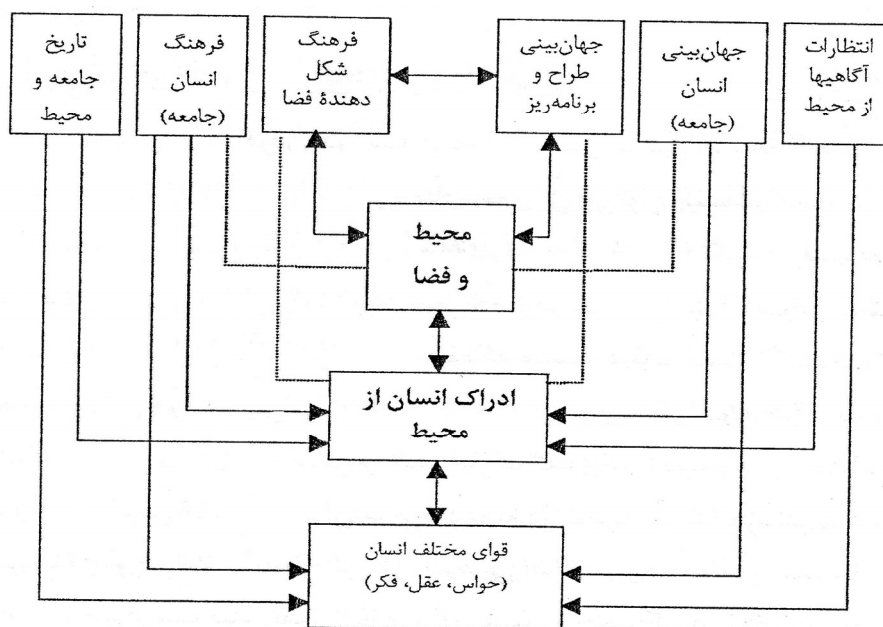 انتظارات
آگاهیها
از محیط
جهان‌بینی
انسان
(جامعه)
جهان‌بینی
طراح و
برنامه‌ریز
فرهنگ
شکل
دهندهٔ فضا
فرهنگ
انسان
(جامعه)
تاریخ
جامعه و
محیط
محیط
و فضا
ادراک انسان از
محیط
قوای مختلف انسان
(حواس، عقل، فکر)